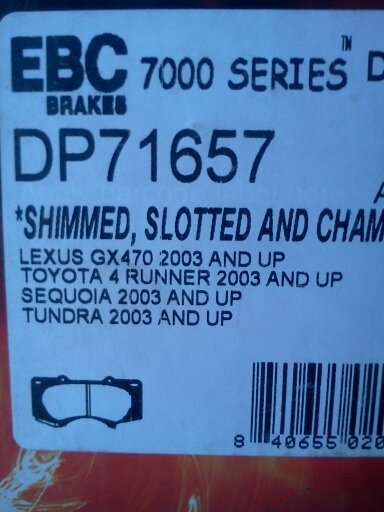 EBC
BRAKES
7000 SERIES™ D
DP71657
*SHIMMED, SLOTTED AND CHAM
LEXUS GX470 2003 AND UP
TOYOTA 4 RUNNER 2003 AND UP
SEQUOIA 2003 AND UP
TUNDRA 2003 AND UP
8 40655 020